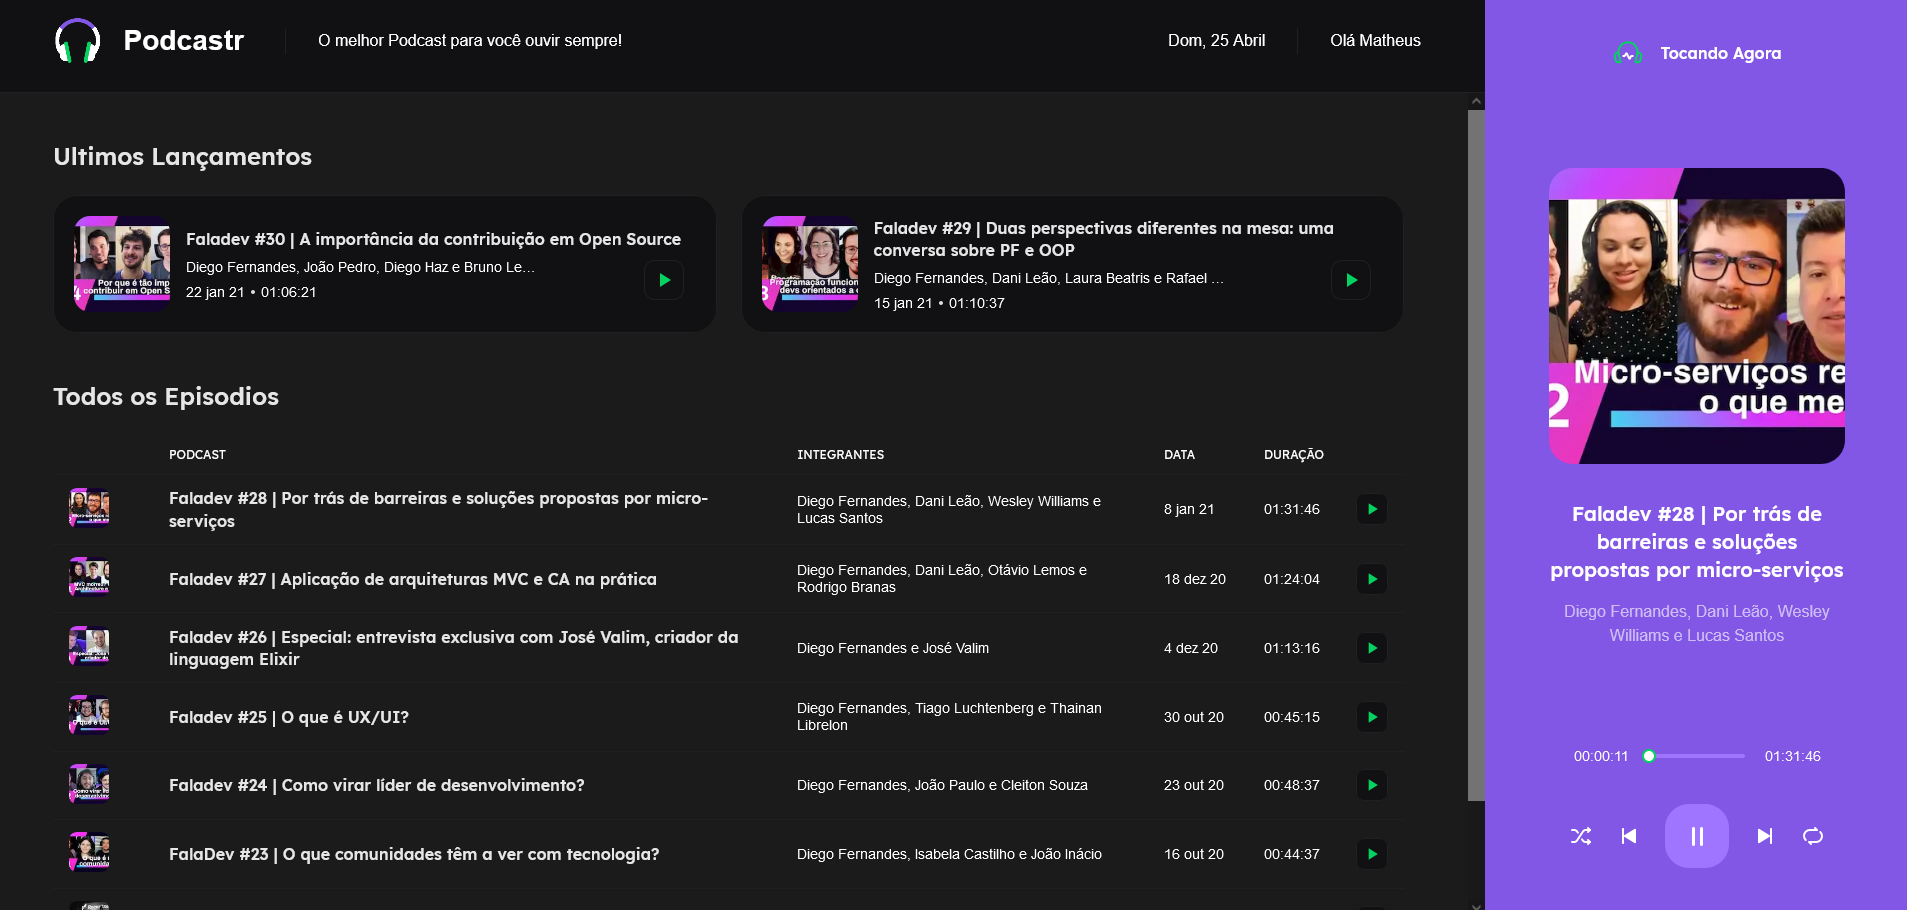 Podcastr
O melhor Podcast para você ouvir sempre!
Dom, 25 Abril
Olá Matheus
Ultimos Lançamentos
Por que é tão imp
contribuir em Open S
Faladev #30 | A importância da contribuição em Open Source
Diego Fernandes, João Pedro, Diego Haz e Bruno Le...
22 jan 21 • 01:06:21
Programação funcion
devs orientados a o
Faladev #29 | Duas perspectivas diferentes na mesa: uma
conversa sobre PF e OOP
Diego Fernandes, Dani Leão, Laura Beatris e Rafael ...
15 jan 21 • 01:10:37
Todos os Episodios
PODCAST
INTEGRANTES
DATA
DURAÇÃO
Faladev #28 | Por trás de barreiras e soluções propostas por micro-
serviços
Diego Fernandes, Dani Leão, Wesley Williams e
Lucas Santos
8 jan 21
01:31:46
Faladev #27 | Aplicação de arquiteturas MVC e CA na prática
Diego Fernandes, Dani Leão, Otávio Lemos e
Rodrigo Branas
18 dez 20
01:24:04
Faladev #26 | Especial: entrevista exclusiva com José Valim, criador da
linguagem Elixir
Diego Fernandes e José Valim
4 dez 20
01:13:16
Faladev #25 | O que é UX/UI?
Diego Fernandes, Tiago Luchtenberg e Thainan
Librelon
30 out 20
00:45:15
Faladev #24 | Como virar líder de desenvolvimento?
Diego Fernandes, João Paulo e Cleiton Souza
23 out 20
00:48:37
FalaDev #23 | O que comunidades têm a ver com tecnologia?
Diego Fernandes, Isabela Castilho e João Inácio
16 out 20
00:44:37
Tocando Agora
Micro-serviços re
2
o que me
Faladev #28 | Por trás de
barreiras e soluções
propostas por micro-serviços
Diego Fernandes, Dani Leão, Wesley
Williams e Lucas Santos
00:00:11
01:31:46